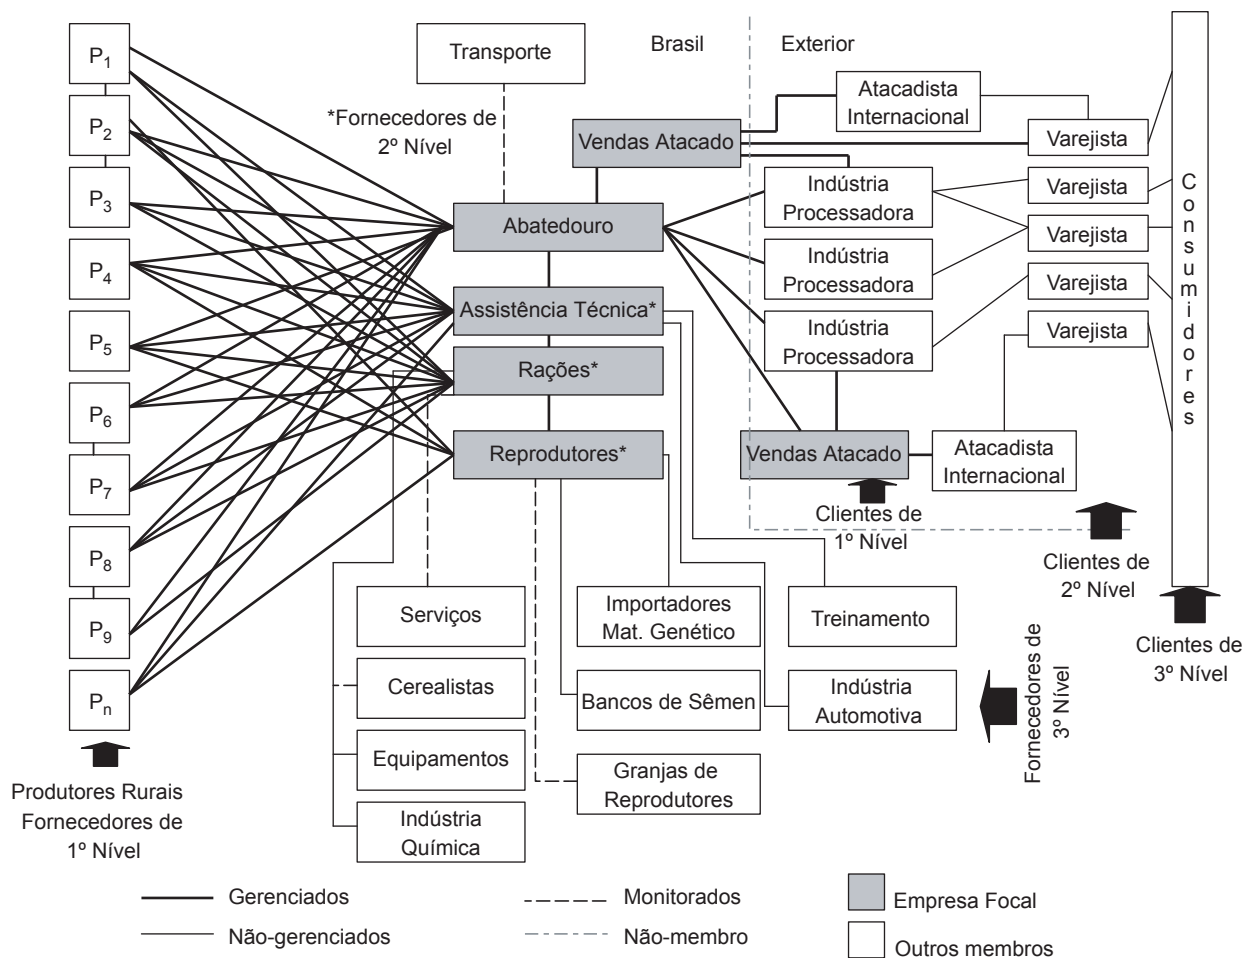 P1
P2
P3
P4
P5
P6
P7
P8
P9
Pn
Produtores Rurais
Fornecedores de
1º Nível
Transporte
*Fornecedores de
2º Nível
Brasil
Exterior
Vendas Atacado
Abatedouro
Assistência Técnica*
Rações*
Reprodutores*
Atacadista
Internacional
Indústria
Processadora
Indústria
Processadora
Indústria
Processadora
Vendas Atacado
Atacadista
Internacional
Varejista
Varejista
Varejista
Varejista
Varejista
Consumidores
Clientes de
1º Nível
Clientes de
2º Nível
Clientes de
3º Nível
Serviços
Cerealistas
Equipamentos
Indústria
Química
Importadores
Mat. Genético
Bancos de Sêmen
Granjas de
Reprodutores
Treinamento
Indústria
Automotiva
Fornecedores de
3º Nível
Gerenciados
Não-gerenciados
Monitorados
Não-membro
Empresa Focal
Outros membros